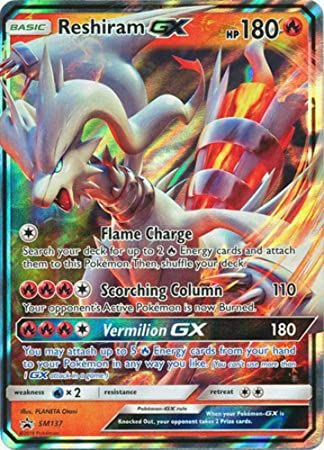 BASIC Reshiram GX HP 180
Flame Charge
Search your deck for up to 2 Energy cards and attach
them to this Pokémon. Then, shuffle your deck.
Scorching Column 110
Your opponent's Active Pokémon is now Burned.
Vermilion GX 180
You may attach up to 5 Energy cards from your hand
to your Pokémon in any way you like. (You can't use more than
1 GX attack in a game.)
weakness ×2 resistance retreat
Illus. PLANETA Otani
Pokémon-GX rule
When your Pokémon-GX is
Knocked Out, your opponent takes 2 Prize cards.
SM137
©2018 Pokémon